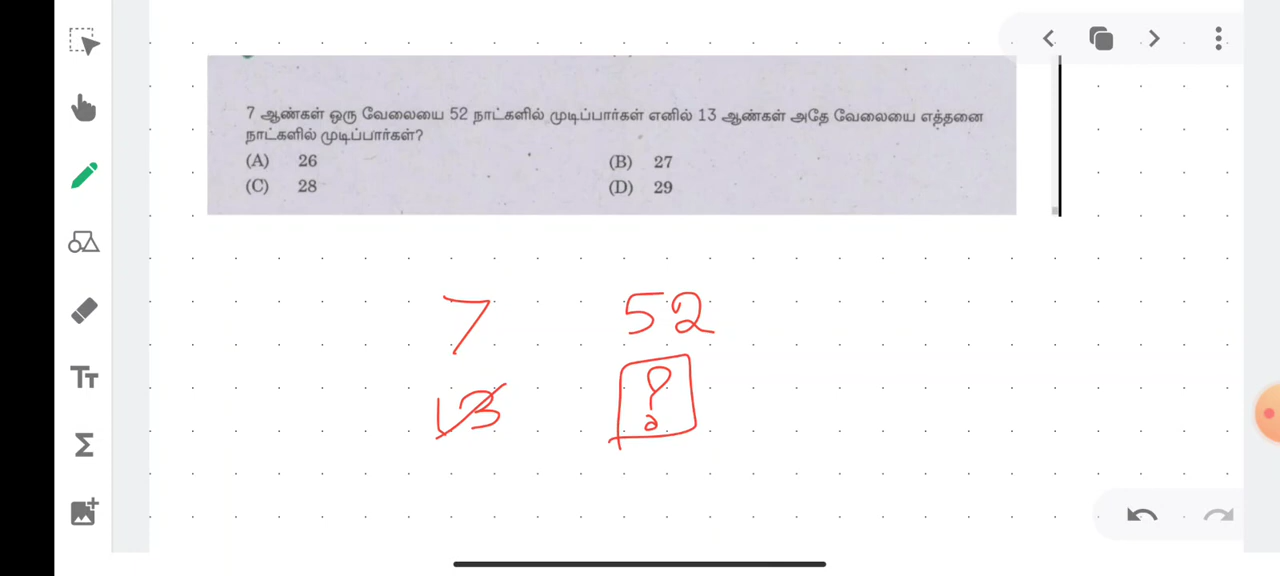 7 ஆண்கள் ஒரு வேலையை 52 நாட்களில் முடிப்பார்கள் எனில் 13 ஆண்கள் அதே வேலையை எத்தனை
நாட்களில் முடிப்பார்கள்?
(A) 26 (B) 27
(C) 28 (D) 29
7 52
13 ?